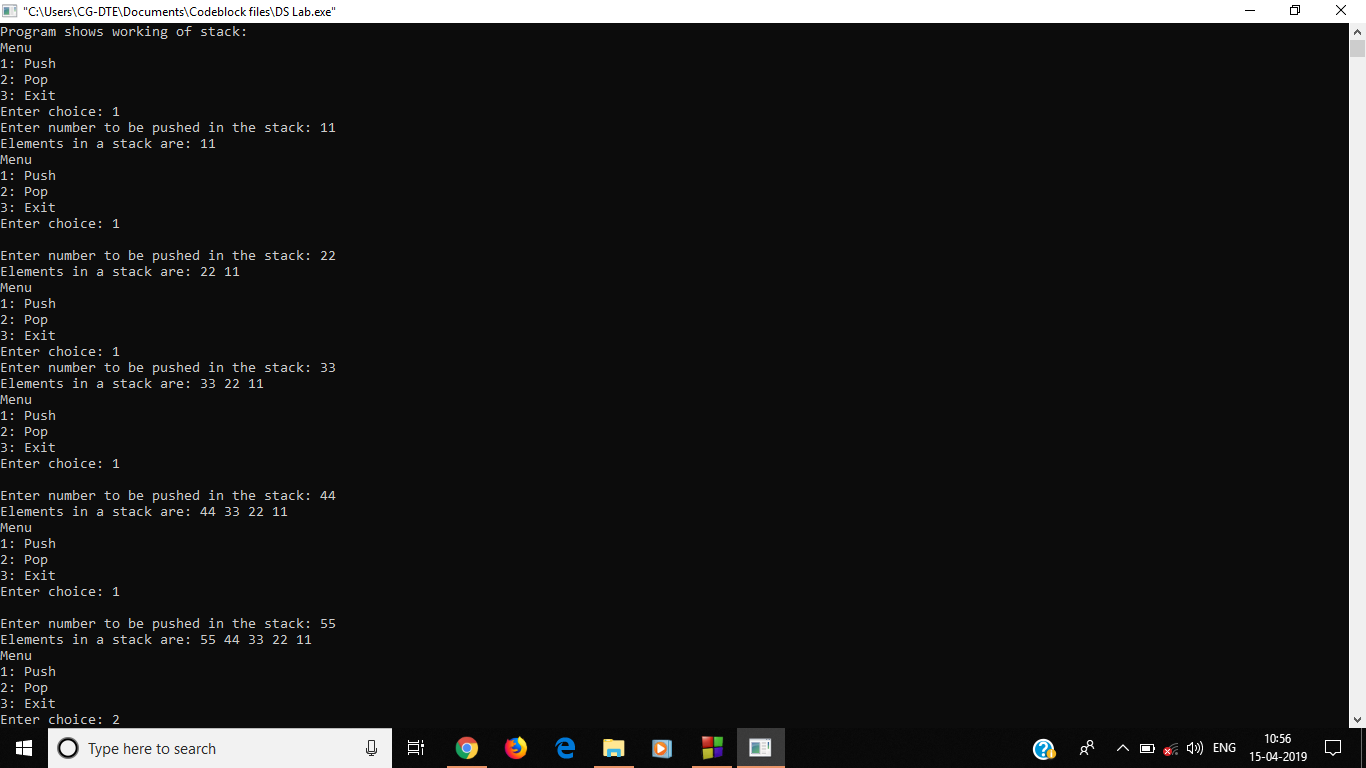 "C:\Users\CG-DTE\Documents\Codeblock files\DS Lab.exe"
Program shows working of stack:
Menu
1: Push
2: Pop
3: Exit
Enter choice: 1
Enter number to be pushed in the stack: 11
Elements in a stack are: 11
Menu
1: Push
2: Pop
3: Exit
Enter choice: 1
Enter number to be pushed in the stack: 22
Elements in a stack are: 22 11
Menu
1: Push
2: Pop
3: Exit
Enter choice: 1
Enter number to be pushed in the stack: 33
Elements in a stack are: 33 22 11
Menu
1: Push
2: Pop
3: Exit
Enter choice: 1
Enter number to be pushed in the stack: 44
Elements in a stack are: 44 33 22 11
Menu
1: Push
2: Pop
3: Exit
Enter choice: 1
Enter number to be pushed in the stack: 55
Elements in a stack are: 55 44 33 22 11
Menu
1: Push
2: Pop
3: Exit
Enter choice: 2
Type here to search
ENG
10:56
15-04-2019